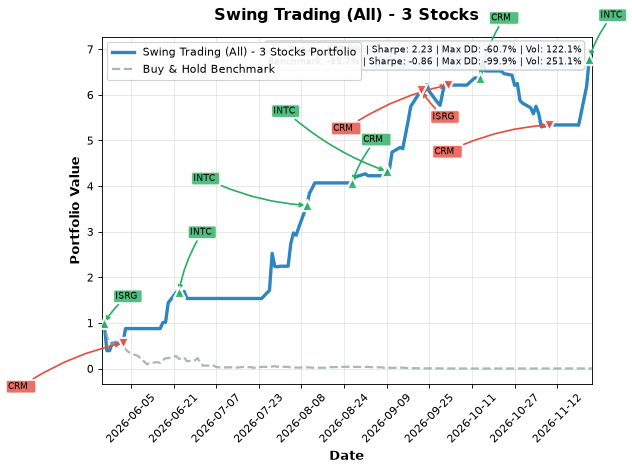 Swing Trading (All) - 3 Stocks
CRM
INTC
Swing Trading (All) - 3 Stocks Portfolio
Buy & Hold Benchmark
| Sharpe: 2.23 | Max DD: -60.7% | Vol: 122.1%
| Sharpe: -0.86 | Max DD: -99.9% | Vol: 251.1%
INTC
CRM
ISRG
CRM
CRM
INTC
INTC
ISRG
CRM
Portfolio Value
7
6
5
4
3
2
1
0
2026-06-05
2026-06-21
2026-07-07
2026-07-23
2026-08-08
2026-08-24
2026-09-09
2026-09-25
2026-10-11
2026-10-27
2026-11-12
Date